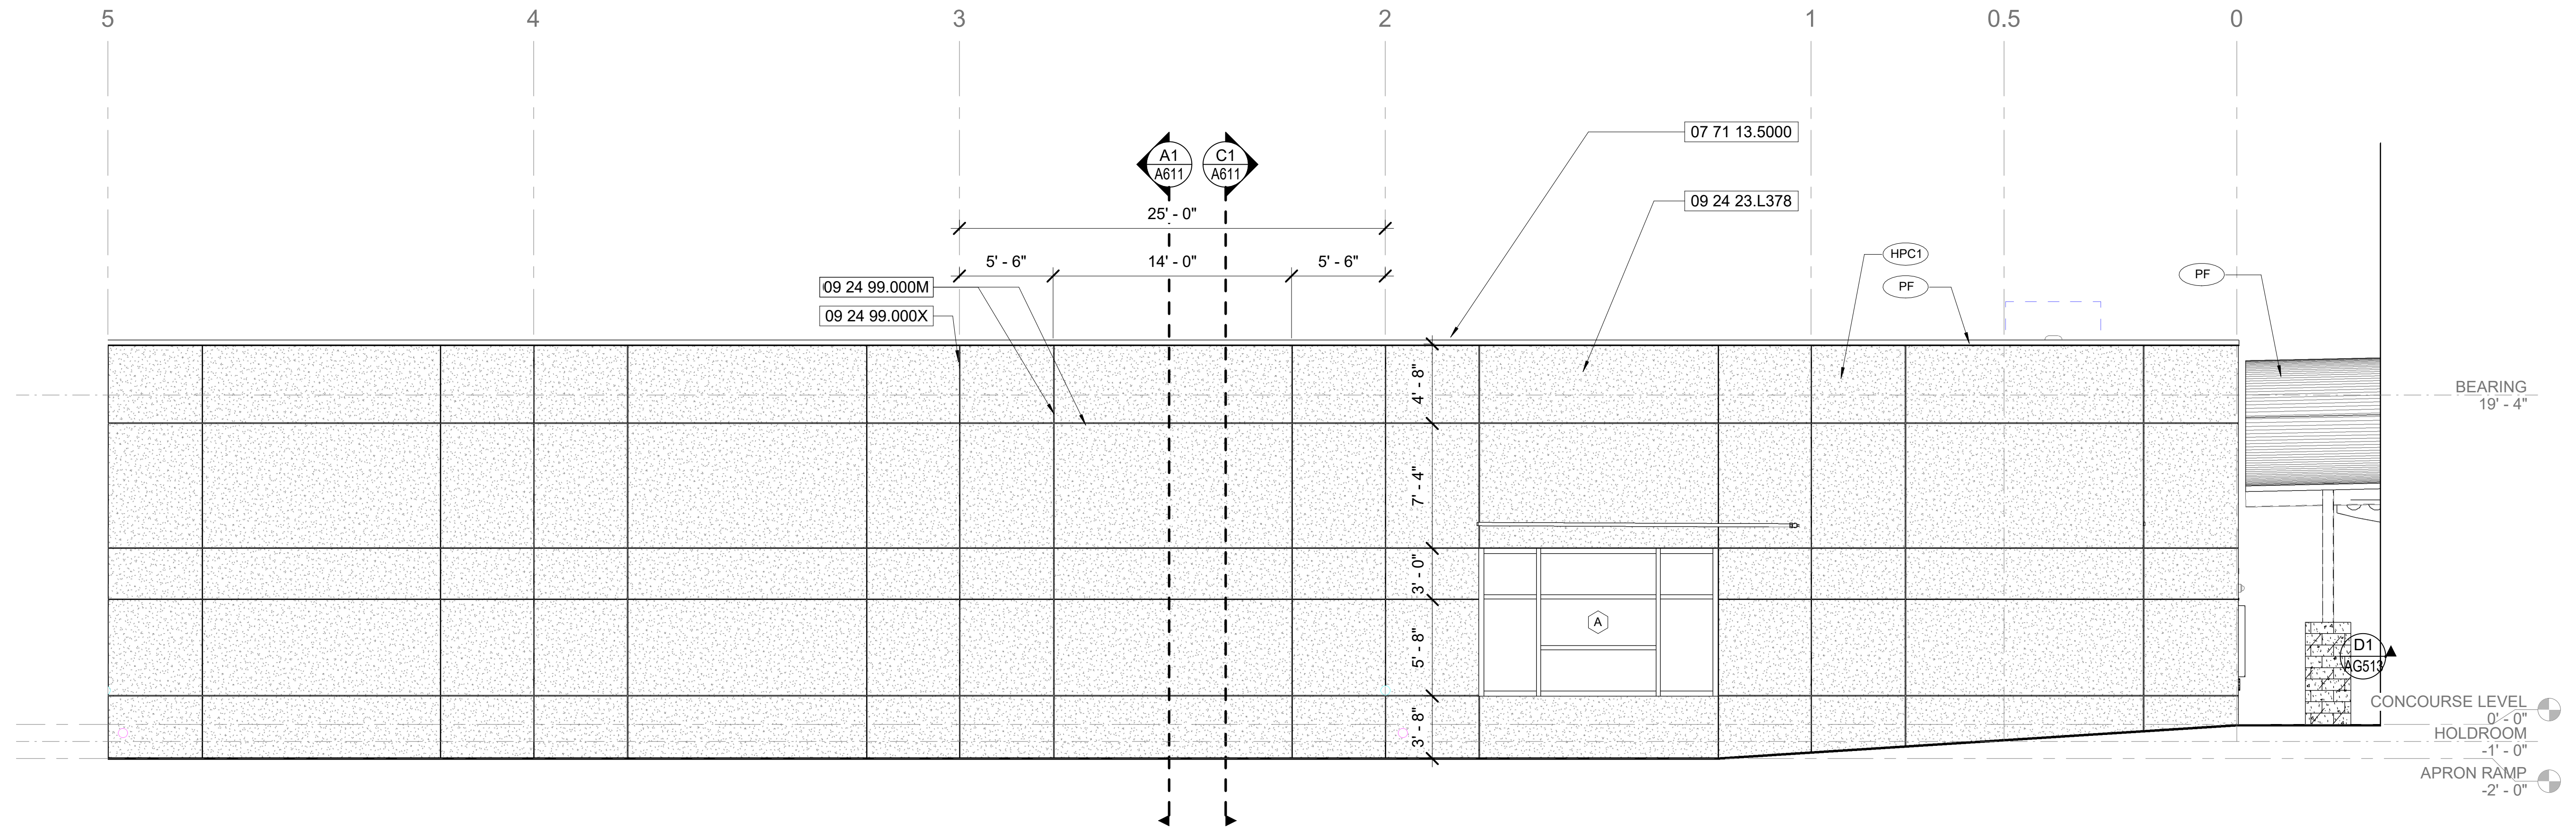 5 4 3 2 1 0.5 0
07 71 13.5000
A1 C1
A611 A611
09 24 23.L378
25' - 0"
HPC1
5' - 6" 14' - 0" 5' - 6"
PF
PF
09 24 99.000M
09 24 99.000X
4' - 8"
BEARING
19' - 4"
7' - 4"
3' - 0"
A
5' - 8"
D1
AG513
3' - 8"
CONCOURSE LEVEL
0' - 0"
HOLDROOM
-1' - 0"
APRON RAMP
-2' - 0"